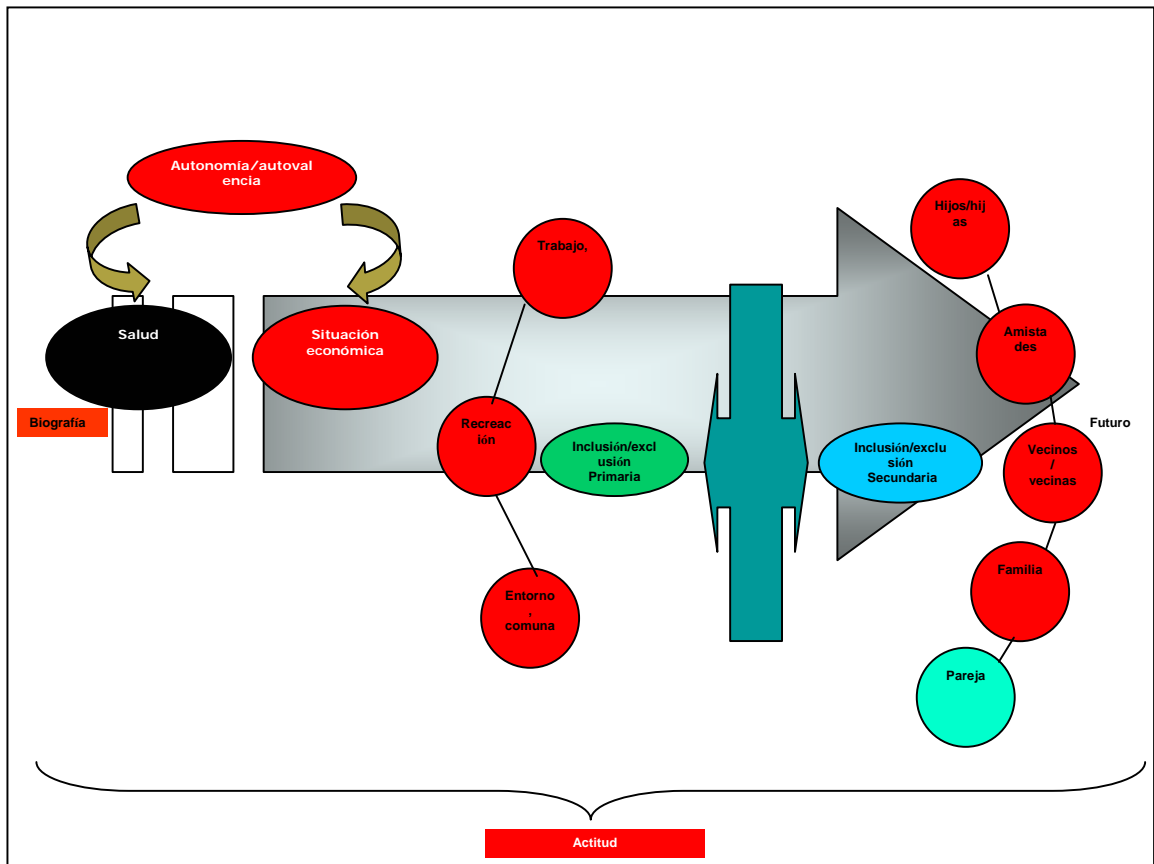 Autonomía/autoval
encia
Hijos/hij
as
Trabajo,
Salud
Situación
económica
Amista
des
Biografía
Recreac
ión
Inclusión/excl
usión
Primaria
Inclusión/exclu
sión
Secundaria
Futuro
Vecinos
/
vecinas
Familia
Entorno
,
comuna
Pareja
Actitud